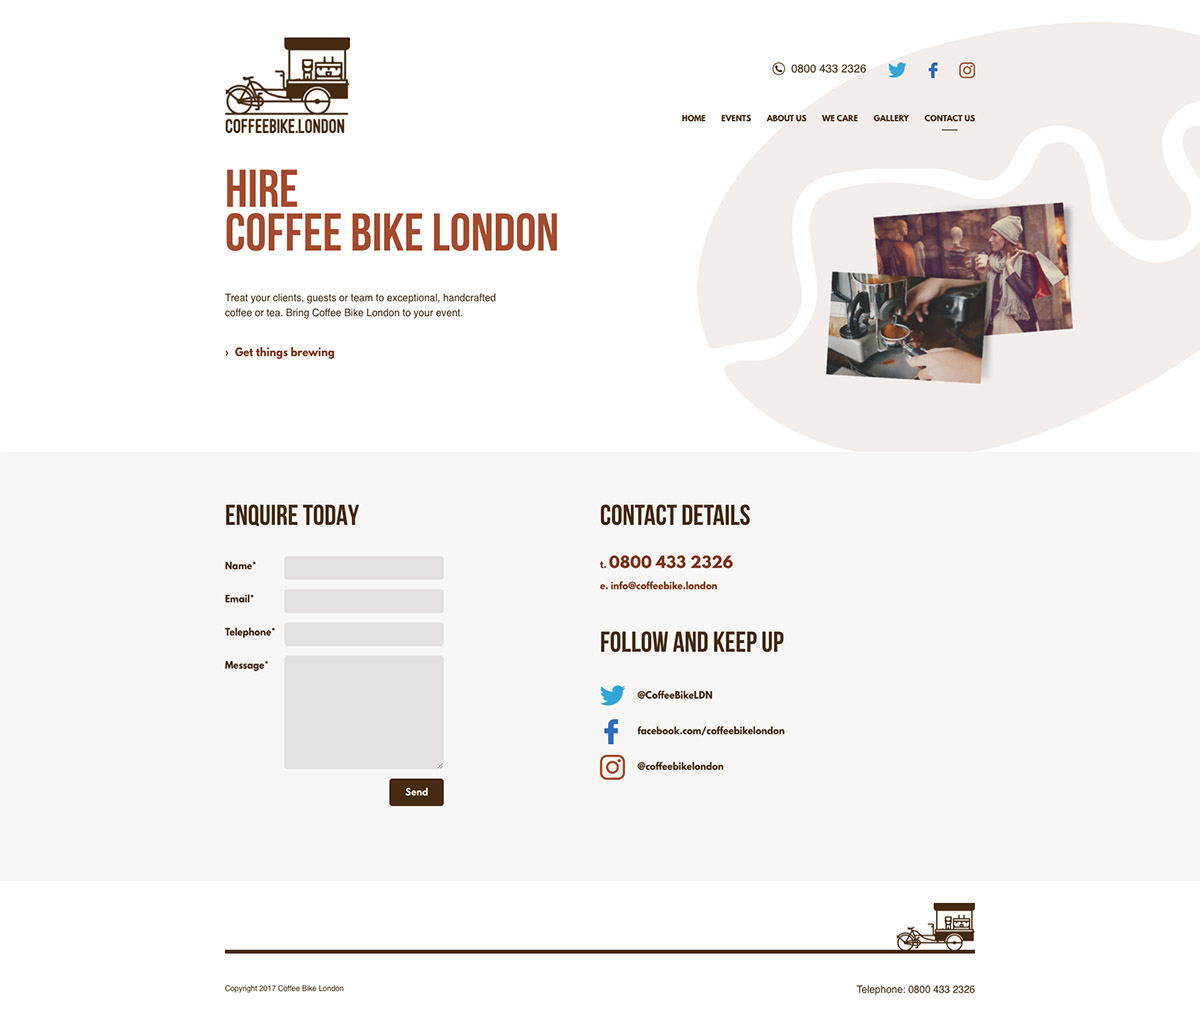 COFFEEBIKE.LONDON
0800 433 2326
HOME EVENTS ABOUT US WE CARE GALLERY CONTACT US
HIRE
COFFEE BIKE LONDON
Treat your clients, guests or team to exceptional, handcrafted
coffee or tea. Bring Coffee Bike London to your event.
› Get things brewing
ENQUIRE TODAY
Name*
Email*
Telephone*
Message*
Send
CONTACT DETAILS
t. 0800 433 2326
e. info@coffeebike.london
FOLLOW AND KEEP UP
@CoffeeBikeLDN
facebook.com/coffeebikelondon
@coffeebikelondon
Copyright 2017 Coffee Bike London
Telephone: 0800 433 2326